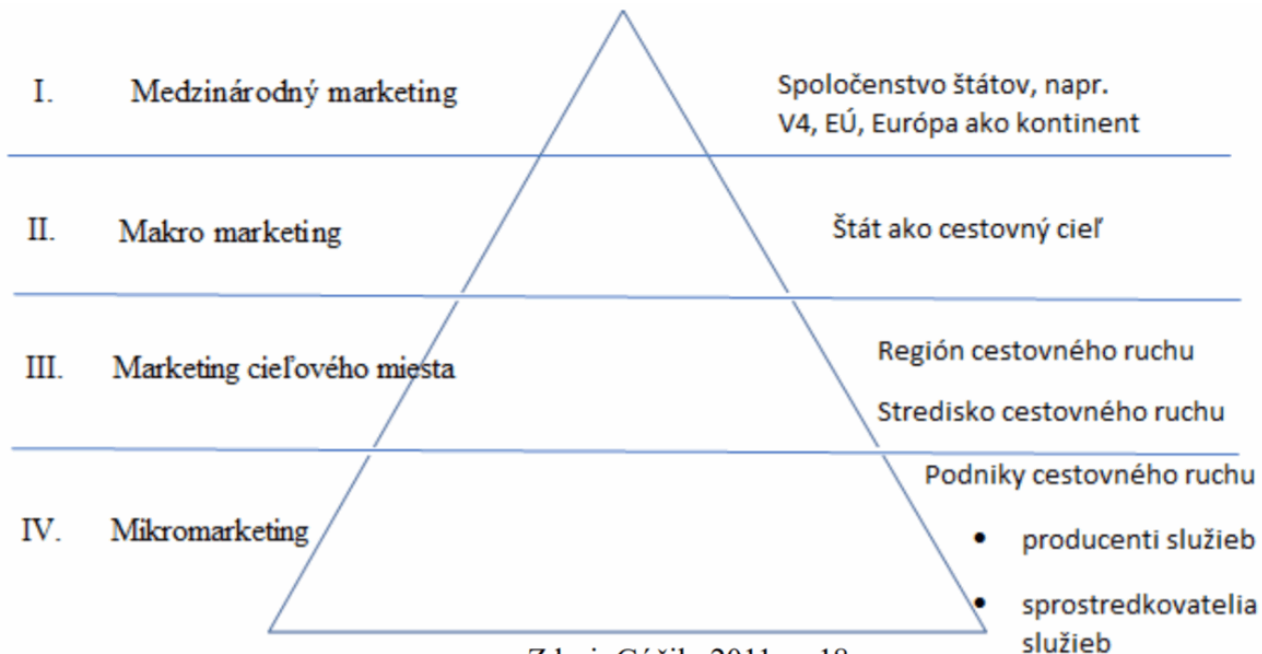 I. Medzinárodný marketing
Spoločenstvo štátov, napr.
V4, EÚ, Európa ako kontinent
II. Makro marketing
Štát ako cestovný cieľ
III. Marketing cieľového miesta
Región cestovného ruchu
Stredisko cestovného ruchu
IV. Mikromarketing
Podniky cestovného ruchu
• producenti služieb
• sprostredkovatelia
služieb